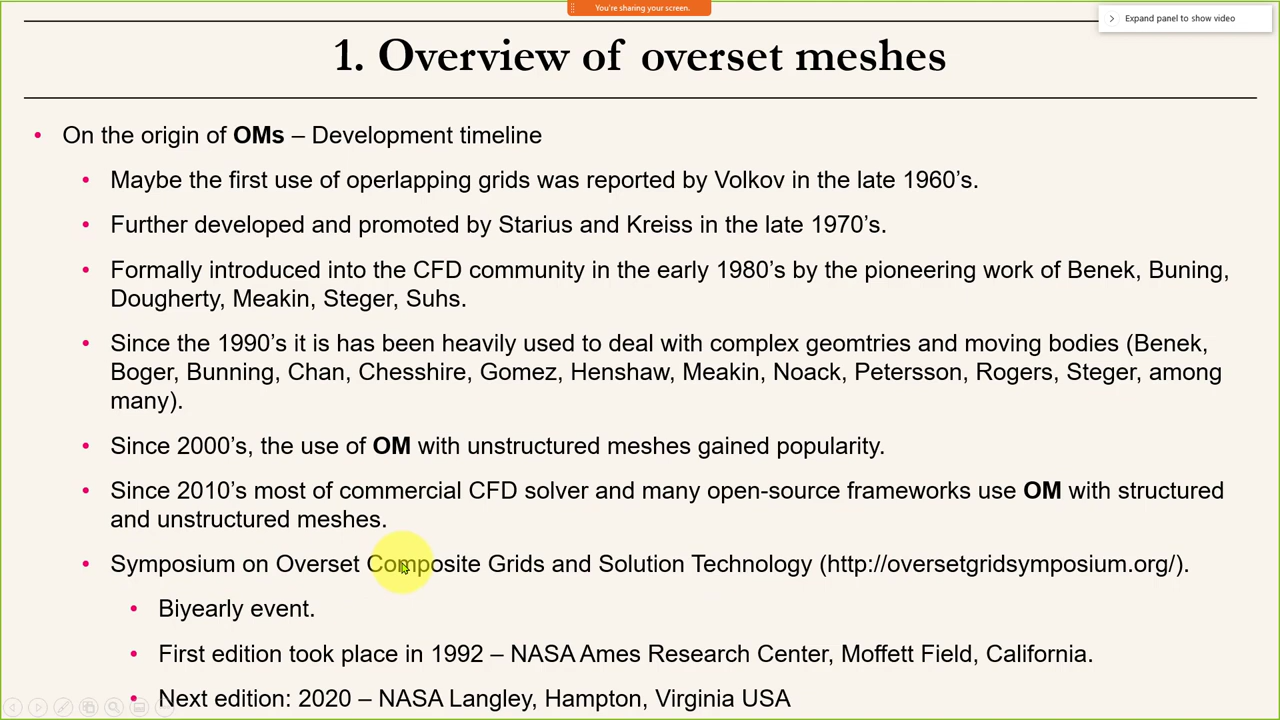 You're sharing your screen.
Expand panel to show video
1. Overview of overset meshes
• On the origin of OMs – Development timeline
• Maybe the first use of operlapping grids was reported by Volkov in the late 1960's.
• Further developed and promoted by Starius and Kreiss in the late 1970's.
• Formally introduced into the CFD community in the early 1980's by the pioneering work of Benek, Buning,
Dougherty, Meakin, Steger, Suhs.
• Since the 1990's it is has been heavily used to deal with complex geomtries and moving bodies (Benek,
Boger, Bunning, Chan, Chesshire, Gomez, Henshaw, Meakin, Noack, Petersson, Rogers, Steger, among
many).
• Since 2000's, the use of OM with unstructured meshes gained popularity.
• Since 2010's most of commercial CFD solver and many open-source frameworks use OM with structured
and unstructured meshes.
• Symposium on Overset Composite Grids and Solution Technology (http://oversetgridsymposium.org/).
• Biyearly event.
• First edition took place in 1992 – NASA Ames Research Center, Moffett Field, California.
• Next edition: 2020 – NASA Langley, Hampton, Virginia USA